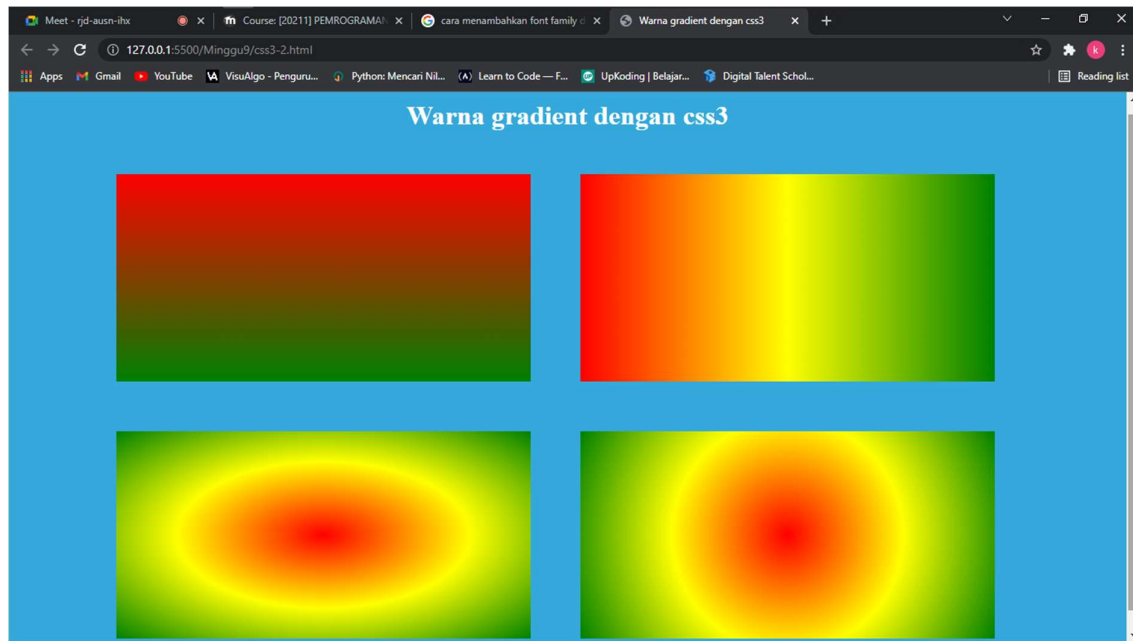 Meet - rjd-ausn-ihx
Course: [20211] PEMROGRAMAN
cara menambahkan font family d
Warna gradient dengan css3
127.0.0.1:5500/Minggu9/css3-2.html
k
Apps Gmail YouTube VisuAlgo - Penguru... Python: Mencari Nil... Learn to Code — F... UpKoding | Belajar... Digital Talent Schol... Reading list
Warna gradient dengan css3